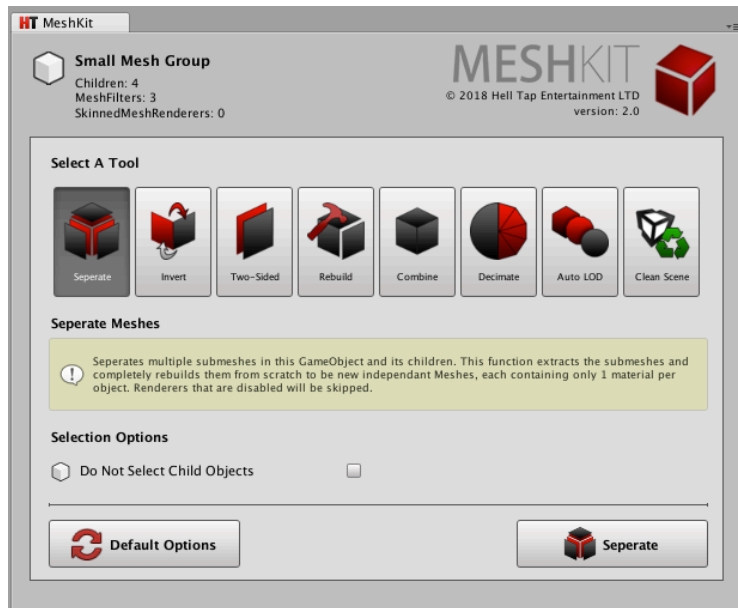 HT MeshKit
Small Mesh Group
Children: 4
MeshFilters: 3
SkinnedMeshRenderers: 0
MESHKIT
© 2018 Hell Tap Entertainment LTD
version: 2.0
Select A Tool
Seperate
Invert
Two-Sided
Rebuild
Combine
Decimate
Auto LOD
Clean Scene
Seperate Meshes
Seperates multiple submeshes in this GameObject and its children. This function extracts the submeshes and
completely rebuilds them from scratch to be new independant Meshes, each containing only 1 material per
object. Renderers that are disabled will be skipped.
Selection Options
Do Not Select Child Objects
Default Options
Seperate